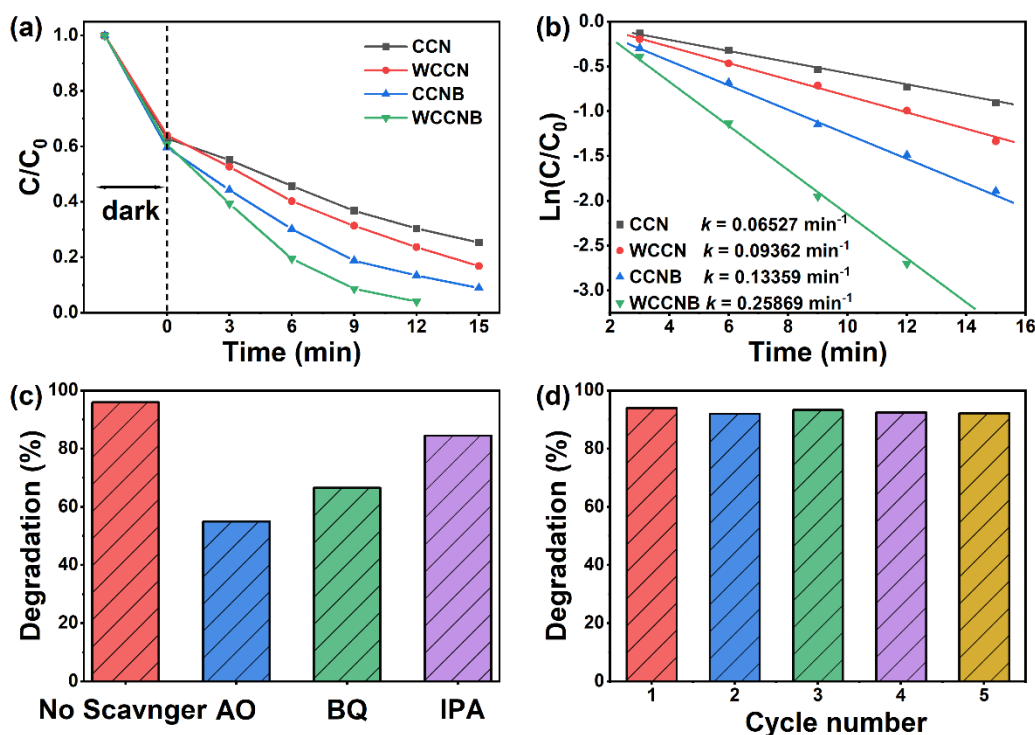 (a)
CCN
WCCN
CCNB
WCCNB
dark
C/C0
1.0
0.8
0.6
0.4
0.2
0.0
0 3 6 9 12 15
Time (min)
(b)
Ln(C/C0)
0.0
-0.5
-1.0
-1.5
-2.0
-2.5
-3.0
CCN k = 0.06527 min-1
WCCN k = 0.09362 min-1
CCNB k = 0.13359 min-1
WCCNB k = 0.25869 min-1
2 4 6 8 10 12 14 16
Time (min)
(c)
Degradation (%)
100
80
60
40
20
0
No Scavnger AO BQ IPA
(d)
Degradation (%)
100
80
60
40
20
0
1 2 3 4 5
Cycle number